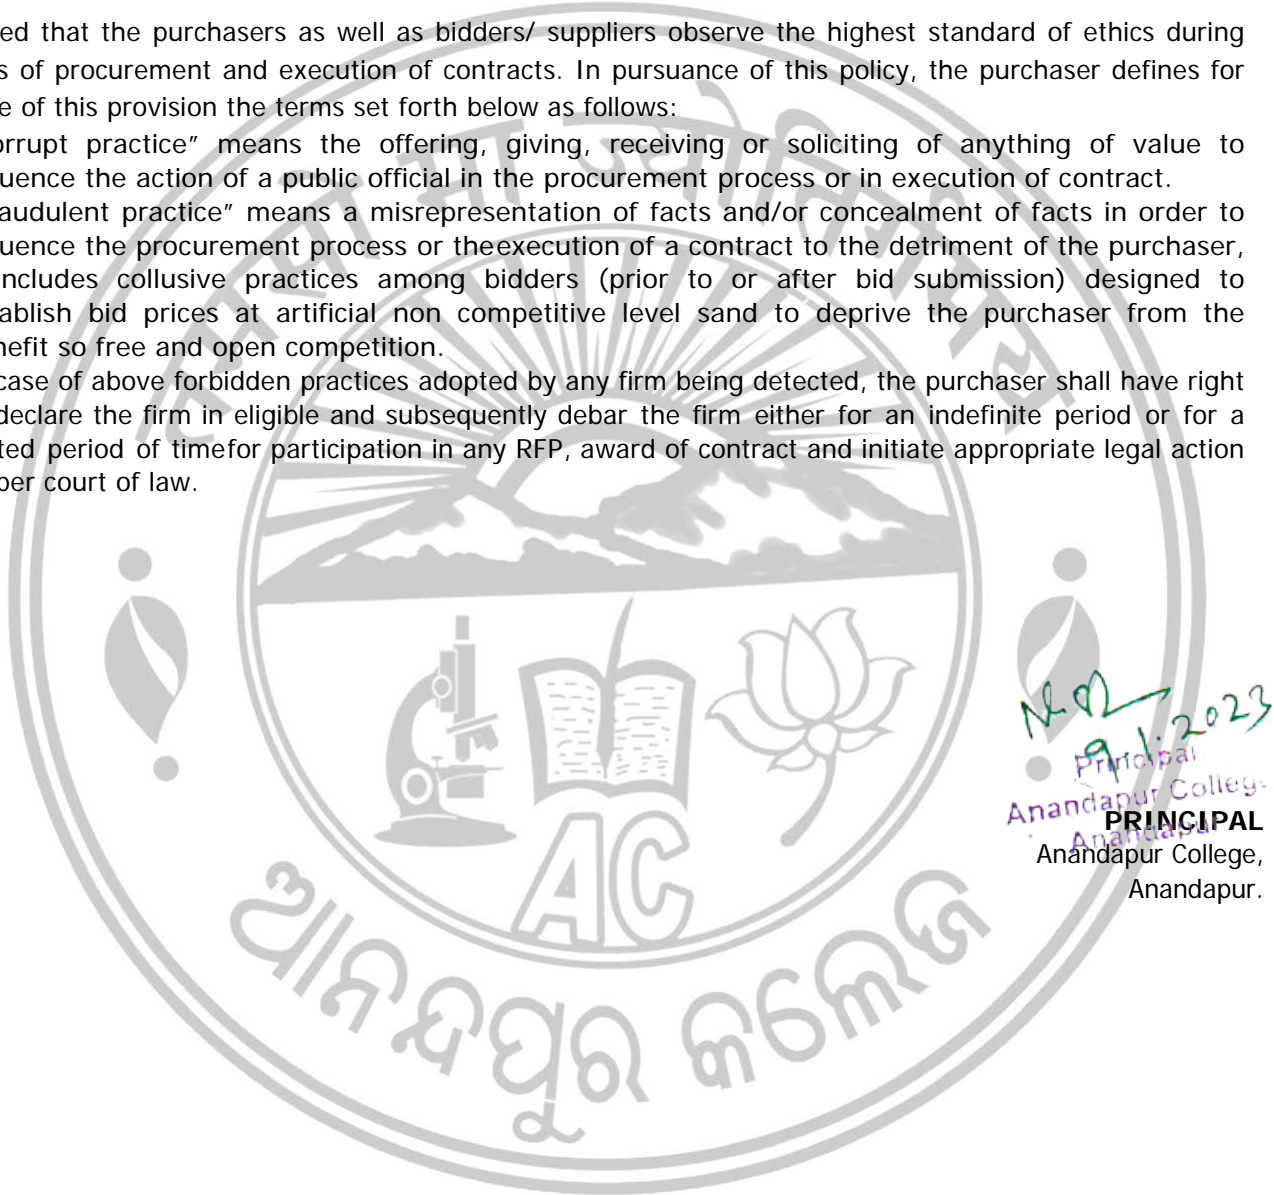 ed that the purchasers as well as bidders/ suppliers observe the highest standard of ethics during
s of procurement and execution of contracts. In pursuance of this policy, the purchaser defines for
e of this provision the terms set forth below as follows:
orrupt practice” means the offering, giving, receiving or soliciting of anything of value to
uence the action of a public official in the procurement process or in execution of contract.
audulent practice” means a misrepresentation of facts and/or concealment of facts in order to
uence the procurement process or theexecution of a contract to the detriment of the purchaser,
includes collusive practices among bidders (prior to or after bid submission) designed to
ablish bid prices at artificial non competitive level sand to deprive the purchaser from the
nefit so free and open competition.
case of above forbidden practices adopted by any firm being detected, the purchaser shall have right
declare the firm in eligible and subsequently debar the firm either for an indefinite period or for a
ted period of timefor participation in any RFP, award of contract and initiate appropriate legal action
per court of law.
तमसो मा ज्योतिर्गमय
9.1.2023
Principal
Anandapur College
Anandapur
PRINCIPAL
Anandapur College,
Anandapur.
AC
ଆନନ୍ଦପୁର କଲେଜ